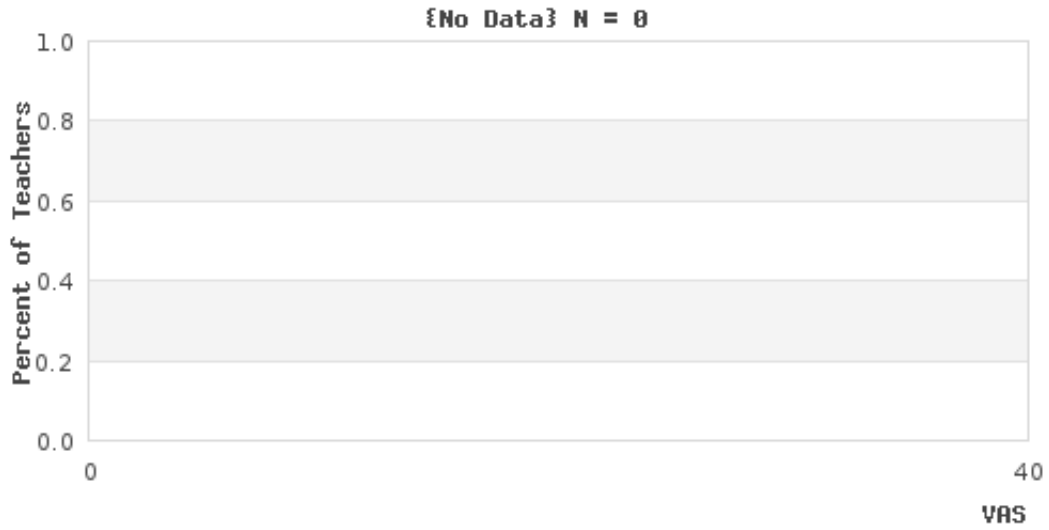 {No Data} N = 0
Percent of Teachers
1.0
0.8
0.6
0.4
0.2
0.0
0
40
VAS